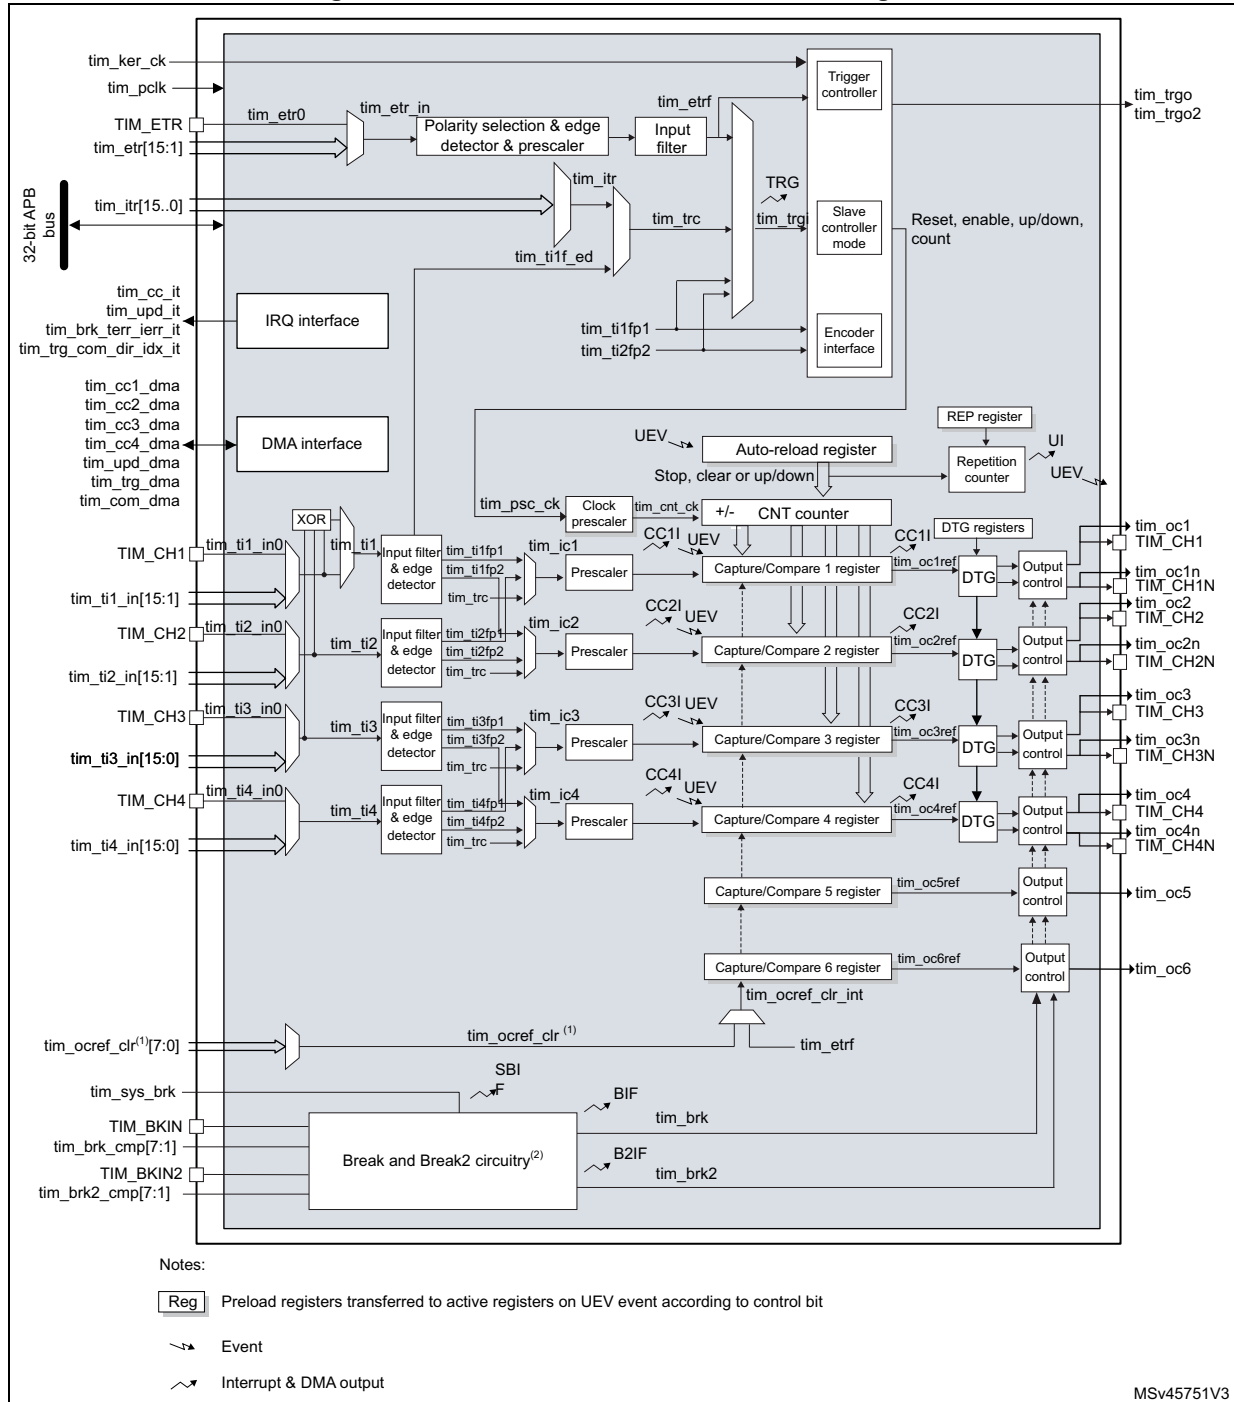 tim_ker_ck
tim_pclk
TIM_ETR
tim_etr0
tim_etr_in
tim_etr[15:1]
Polarity selection & edge
detector & prescaler
Input
filter
tim_etrf
Trigger
controller
tim_trgo
tim_trgo2
32-bit APB
bus
tim_itr[15..0]
tim_itr
tim_trc
tim_ti1f_ed
TRG
tim_trgi
Slave
controller
mode
Reset, enable, up/down,
count
tim_cc_it
tim_upd_it
tim_brk_terr_ierr_it
tim_trg_com_dir_idx_it
IRQ interface
tim_ti1fp1
tim_ti2fp2
Encoder
interface
tim_cc1_dma
tim_cc2_dma
tim_cc3_dma
tim_cc4_dma
tim_upd_dma
tim_trg_dma
tim_com_dma
DMA interface
UEV
Auto-reload register
Stop, clear or up/down
REP register
Repetition
counter
UI
UEV
tim_psc_ck
Clock
prescaler
tim_cnt_ck
+/-
CNT counter
XOR
TIM_CH1
tim_ti1_in0
tim_ti1
tim_ti1_in[15:1]
Input filter
& edge
detector
tim_ti1fp1
tim_ti1fp2
tim_trc
tim_ic1
Prescaler
CC1I
UEV
Capture/Compare 1 register
CC1I
tim_oc1ref
DTG registers
DTG
Output
control
tim_oc1
TIM_CH1
tim_oc1n
TIM_CH1N
TIM_CH2
tim_ti2_in0
tim_ti2
tim_ti2_in[15:1]
Input filter
& edge
detector
tim_ti2fp1
tim_ti2fp2
tim_trc
tim_ic2
Prescaler
CC2I
UEV
Capture/Compare 2 register
CC2I
tim_oc2ref
DTG
Output
control
tim_oc2
TIM_CH2
tim_oc2n
TIM_CH2N
TIM_CH3
tim_ti3_in0
tim_ti3
tim_ti3_in[15:0]
Input filter
& edge
detector
tim_ti3fp1
tim_ti3fp2
tim_trc
tim_ic3
Prescaler
CC3I
UEV
Capture/Compare 3 register
CC3I
tim_oc3ref
DTG
Output
control
tim_oc3
TIM_CH3
tim_oc3n
TIM_CH3N
TIM_CH4
tim_ti4_in0
tim_ti4
tim_ti4_in[15:0]
Input filter
& edge
detector
tim_ti4fp1
tim_ti4fp2
tim_trc
tim_ic4
Prescaler
CC4I
UEV
Capture/Compare 4 register
CC4I
tim_oc4ref
DTG
Output
control
tim_oc4
TIM_CH4
tim_oc4n
TIM_CH4N
Capture/Compare 5 register
tim_oc5ref
Output
control
tim_oc5
Capture/Compare 6 register
tim_oc6ref
Output
control
tim_oc6
tim_ocref_clr_int
tim_ocref_clr(1)[7:0]
tim_ocref_clr (1)
tim_etrf
tim_sys_brk
SBI
F
TIM_BKIN
tim_brk_cmp[7:1]
TIM_BKIN2
tim_brk2_cmp[7:1]
Break and Break2 circuitry(2)
BIF
tim_brk
B2IF
tim_brk2
Notes:
Reg
Preload registers transferred to active registers on UEV event according to control bit
Event
Interrupt & DMA output
MSv45751V3